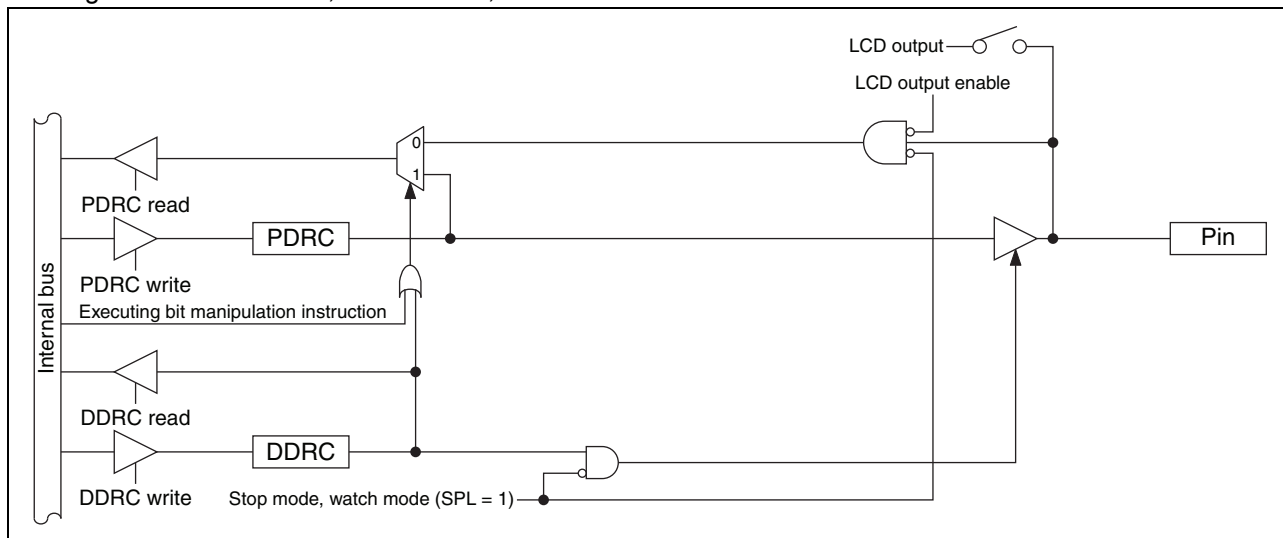 LCD output
LCD output enable
0
1
PDRC read
PDRC
Pin
PDRC write
Executing bit manipulation instruction
Internal bus
DDRC read
DDRC
DDRC write
Stop mode, watch mode (SPL = 1)